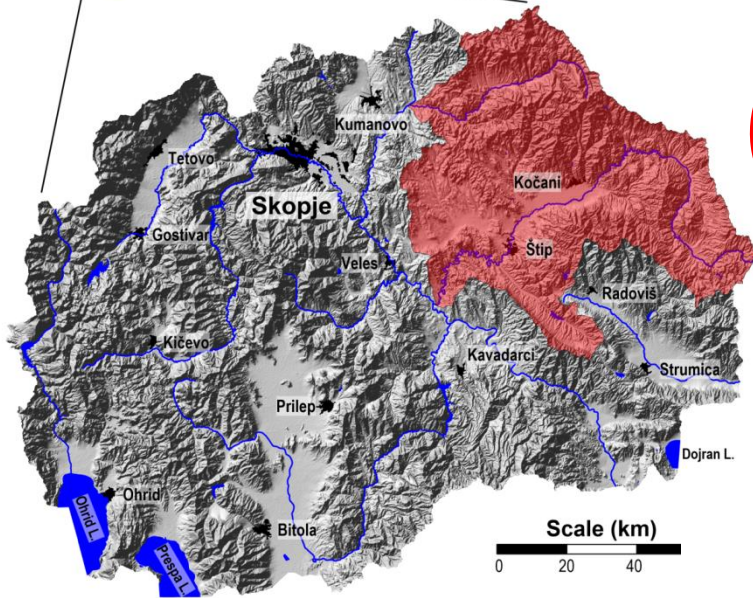 Kumanovo
Tetovo
Kočani
Skopje
Gostivar
Štip
Veles
Radoviš
Kičevo
Kavadarci
Strumica
Prilep
Dojran L.
Ohrid
Ohrid L.
Bitola
Prespa L.
Scale (km)
0 20 40